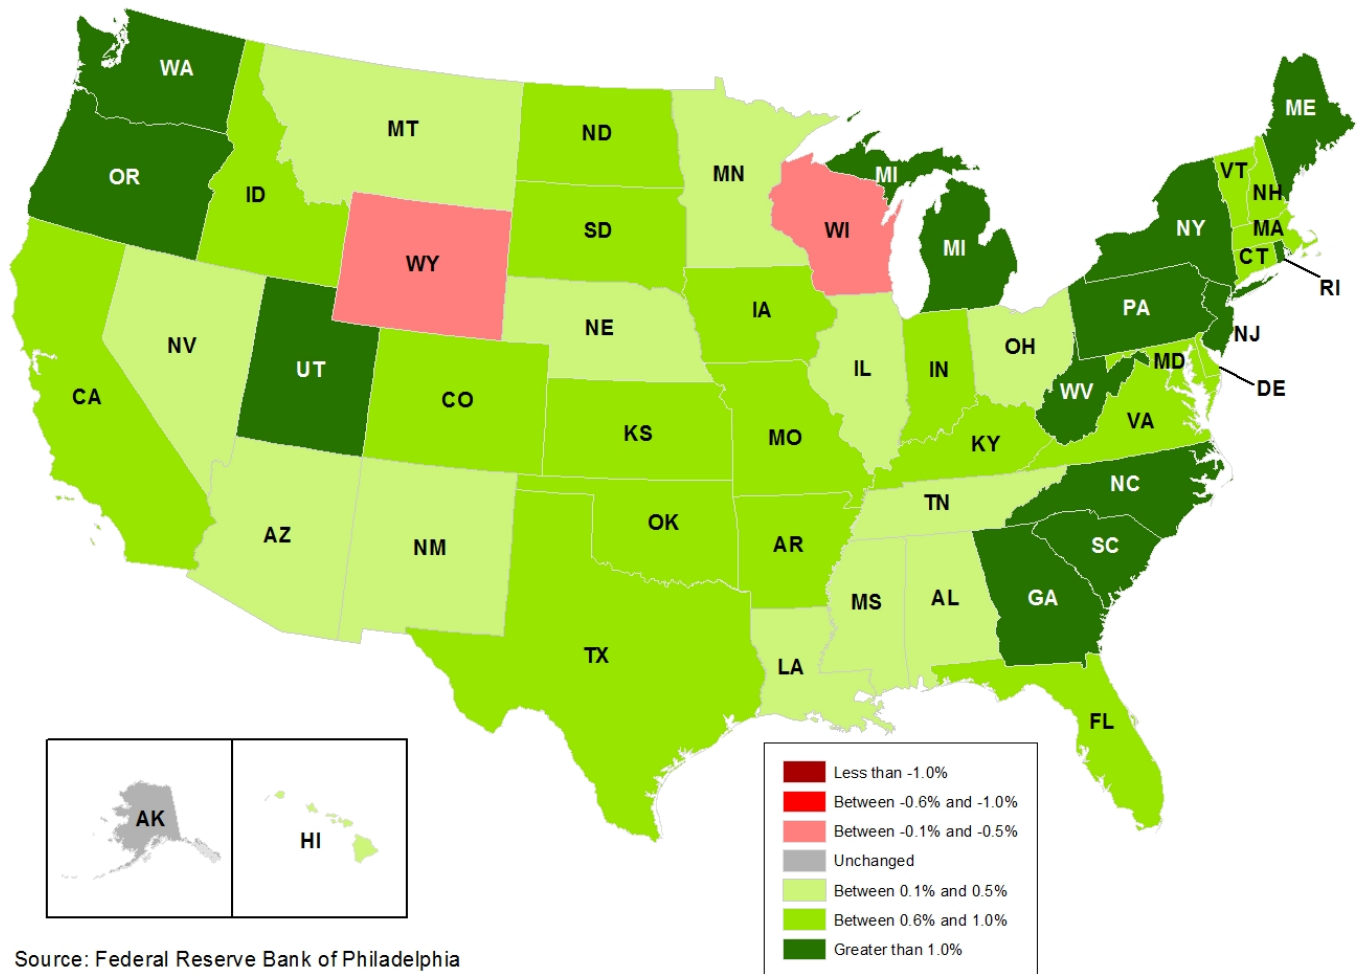 WA
ME
MT
ND
MN
OR
MI
VT
ID
NH
NY
MA
SD
WI
MI
CT
WY
RI
IA
PA
NE
NJ
NV
OH
MD
UT
IL
IN
DE
CA
CO
WV
VA
KS
MO
KY
NC
TN
OK
AZ
NM
AR
SC
MS
AL
GA
TX
LA
FL
AK
HI
Less than -1.0%
Between -0.6% and -1.0%
Between -0.1% and -0.5%
Unchanged
Between 0.1% and 0.5%
Between 0.6% and 1.0%
Greater than 1.0%
Source: Federal Reserve Bank of Philadelphia